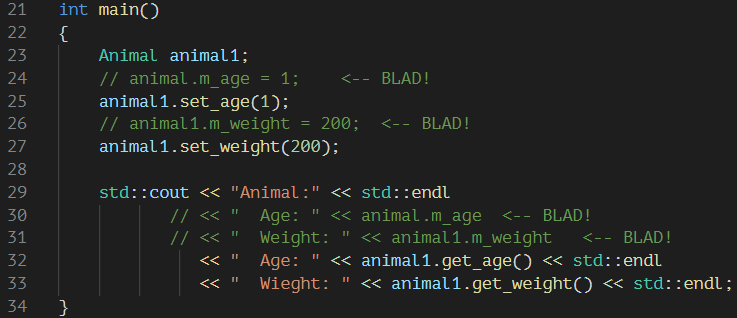 21 int main()
22 {
23     Animal animal1;
24     // animal.m_age = 1;    <-- BLAD!
25     animal1.set_age(1);
26     // animal1.m_weight = 200;  <-- BLAD!
27     animal1.set_weight(200);
28
29     std::cout << "Animal:" << std::endl
30            // << "  Age: " << animal.m_age  <-- BLAD!
31            // << "  Weight: " << animal1.m_weight   <-- BLAD!
32               << "  Age: " << animal1.get_age() << std::endl
33               << "  Wieght: " << animal1.get_weight() << std::endl;
34 }